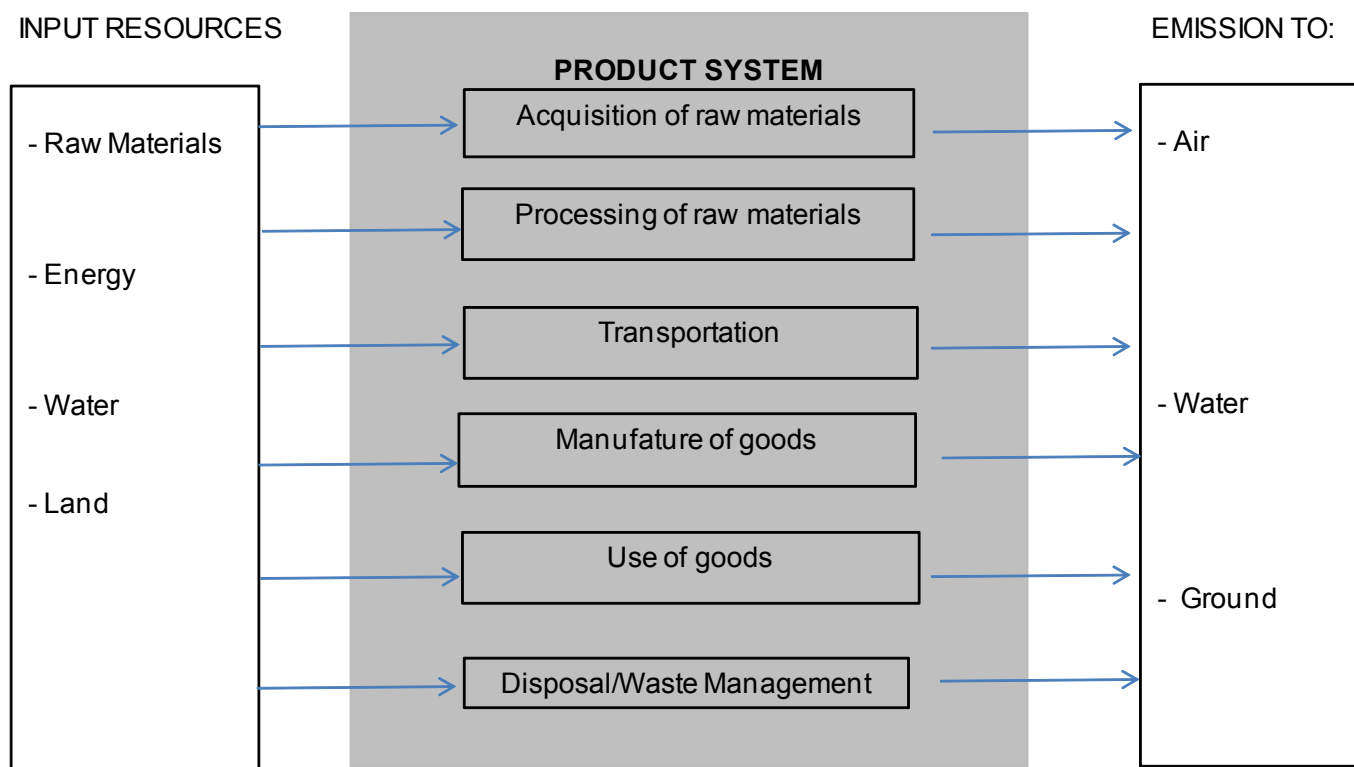 INPUT RESOURCES
- Raw Materials
- Energy
- Water
- Land
PRODUCT SYSTEM
Acquisition of raw materials
Processing of raw materials
Transportation
Manufature of goods
Use of goods
Disposal/Waste Management
EMISSION TO:
- Air
- Water
- Ground